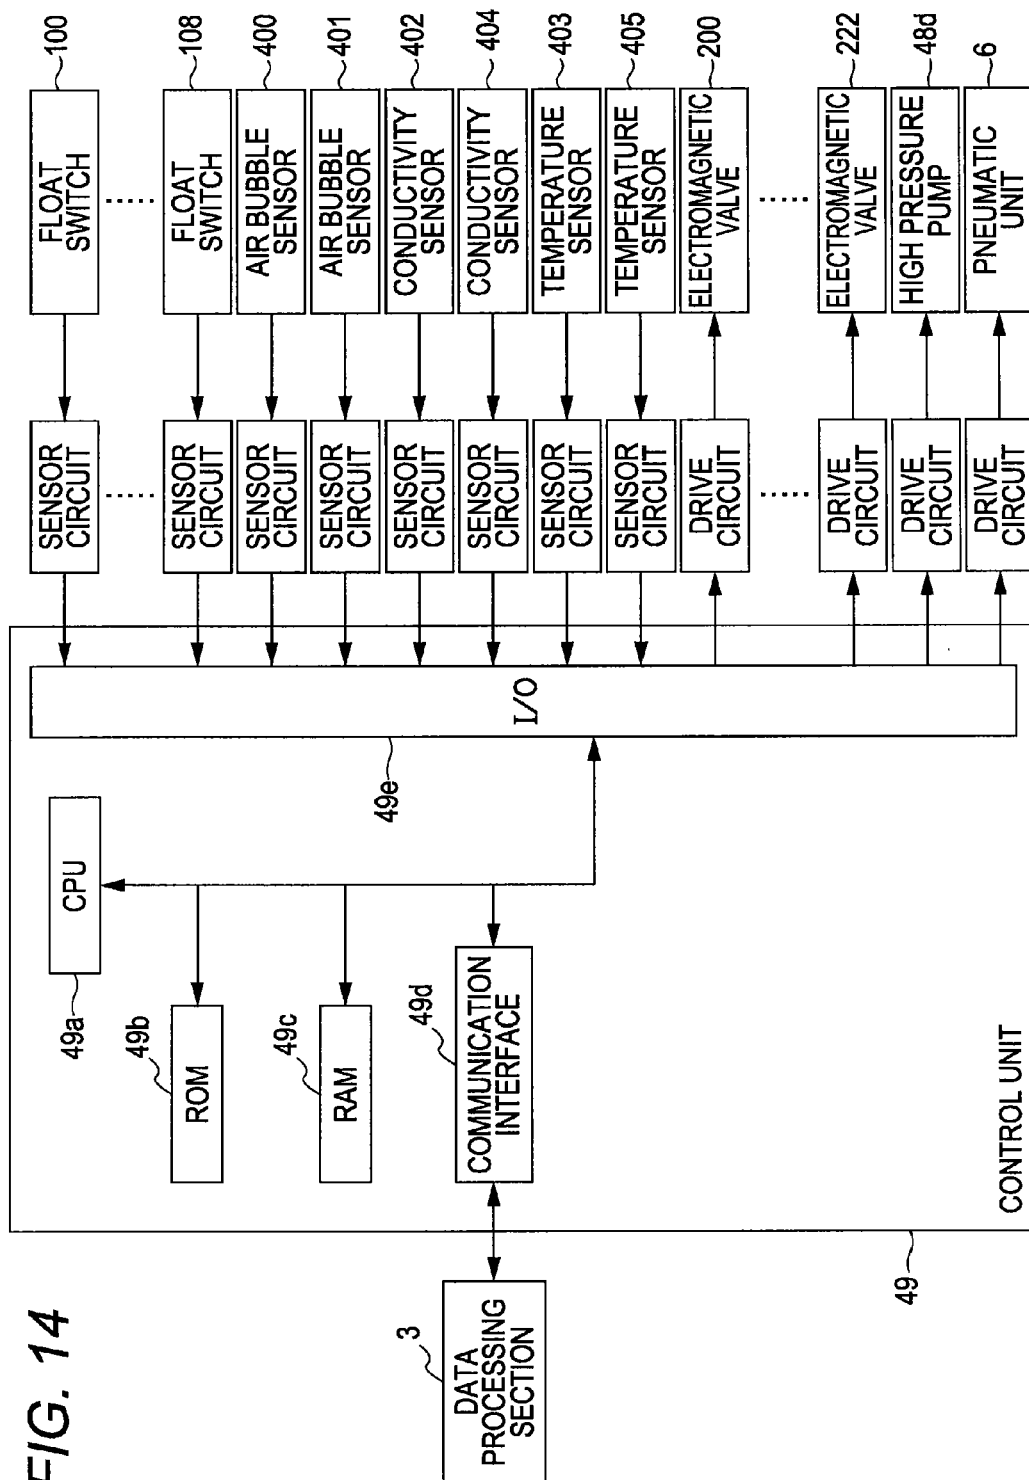 FIG. 14
3
DATA
PROCESSING
SECTION
49
CONTROL UNIT
49a
CPU
49b
ROM
49c
RAM
49d
COMMUNICATION
INTERFACE
49e
I/O
SENSOR
CIRCUIT
FLOAT
SWITCH
100
SENSOR
CIRCUIT
FLOAT
SWITCH
108
SENSOR
CIRCUIT
AIR BUBBLE
SENSOR
400
SENSOR
CIRCUIT
AIR BUBBLE
SENSOR
401
SENSOR
CIRCUIT
CONDUCTIVITY
SENSOR
402
SENSOR
CIRCUIT
CONDUCTIVITY
SENSOR
404
SENSOR
CIRCUIT
TEMPERATURE
SENSOR
403
SENSOR
CIRCUIT
TEMPERATURE
SENSOR
405
DRIVE
CIRCUIT
ELECTROMAGNETIC
VALVE
200
DRIVE
CIRCUIT
ELECTROMAGNETIC
VALVE
222
DRIVE
CIRCUIT
HIGH PRESSURE
PUMP
48d
DRIVE
CIRCUIT
PNEUMATIC
UNIT
6